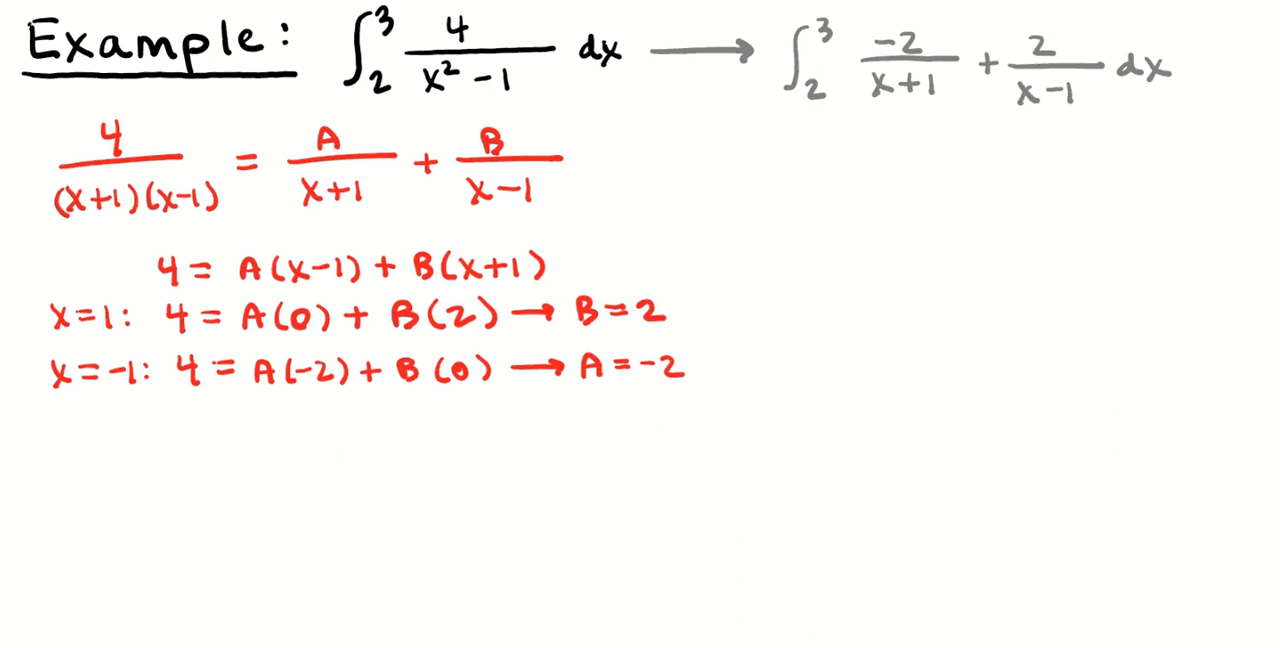 Example: ∫₂³ 4/(x² - 1) dx ⟶ ∫₂³ -2/(x+1) + 2/(x-1) dx
4/((x+1)(x-1)) = A/(x+1) + B/(x-1)
4 = A(x-1) + B(x+1)
x=1: 4 = A(0) + B(2) → B=2
x=-1: 4 = A(-2) + B(0) → A=-2